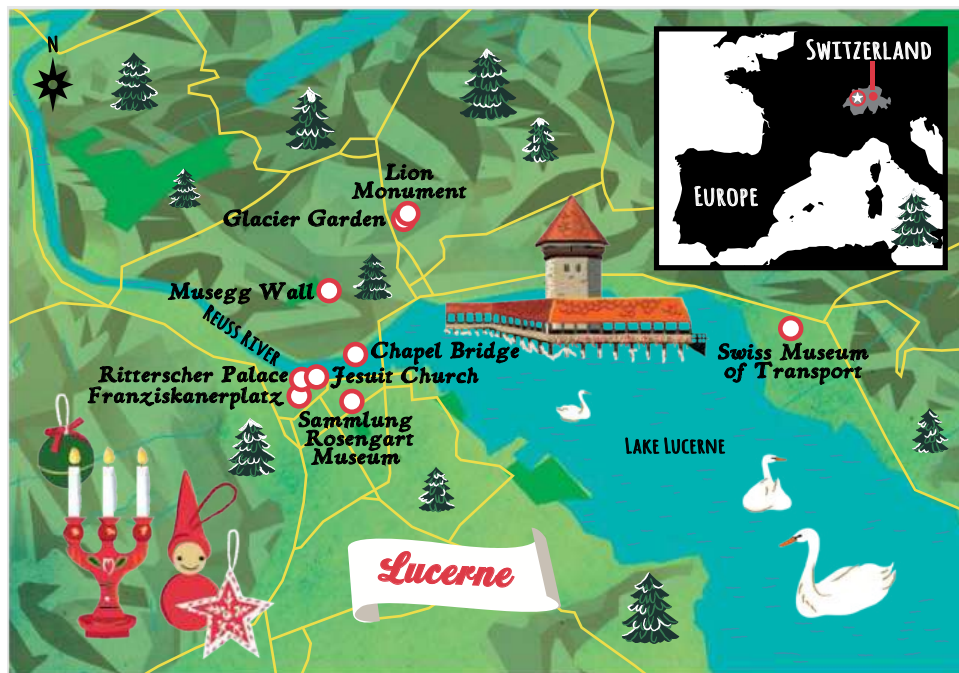 N
SWITZERLAND
EUROPE
Lion
Monument
Glacier Garden
Musegg Wall
REUSS RIVER
Chapel Bridge
Ritterscher Palace
Jesuit Church
Franziskanerplatz
Sammlung
Rosengart
Museum
Swiss Museum
of Transport
LAKE LUCERNE
Lucerne